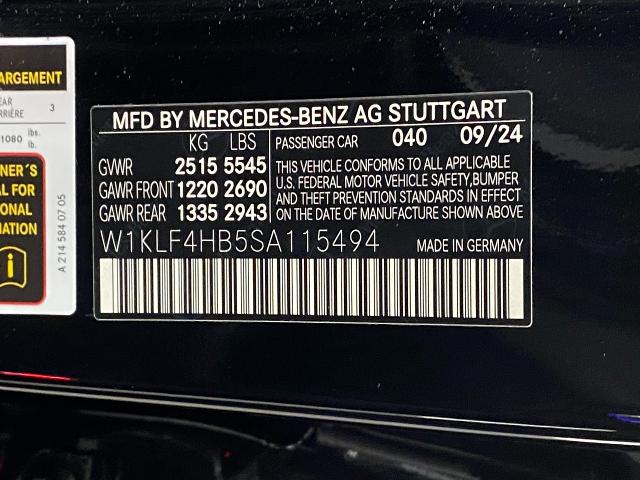 ARGEMENT
EAR
RRIÈRE 3
1080 lbs.
lb.
NER´S
AL FOR
IONAL
TION
A 214 584 07 05
MFD BY MERCEDES-BENZ AG STUTTGART
KG LBS
GVWR 2515 5545
GAWR FRONT 1220 2690
GAWR REAR 1335 2943
PASSENGER CAR 040 09/24
THIS VEHICLE CONFORMS TO ALL APPLICABLE
U.S. FEDERAL MOTOR VEHICLE SAFETY,BUMPER
AND THEFT PREVENTION STANDARDS IN EFFECT
ON THE DATE OF MANUFACTURE SHOWN ABOVE
W1KLF4HB5SA115494
MADE IN GERMANY